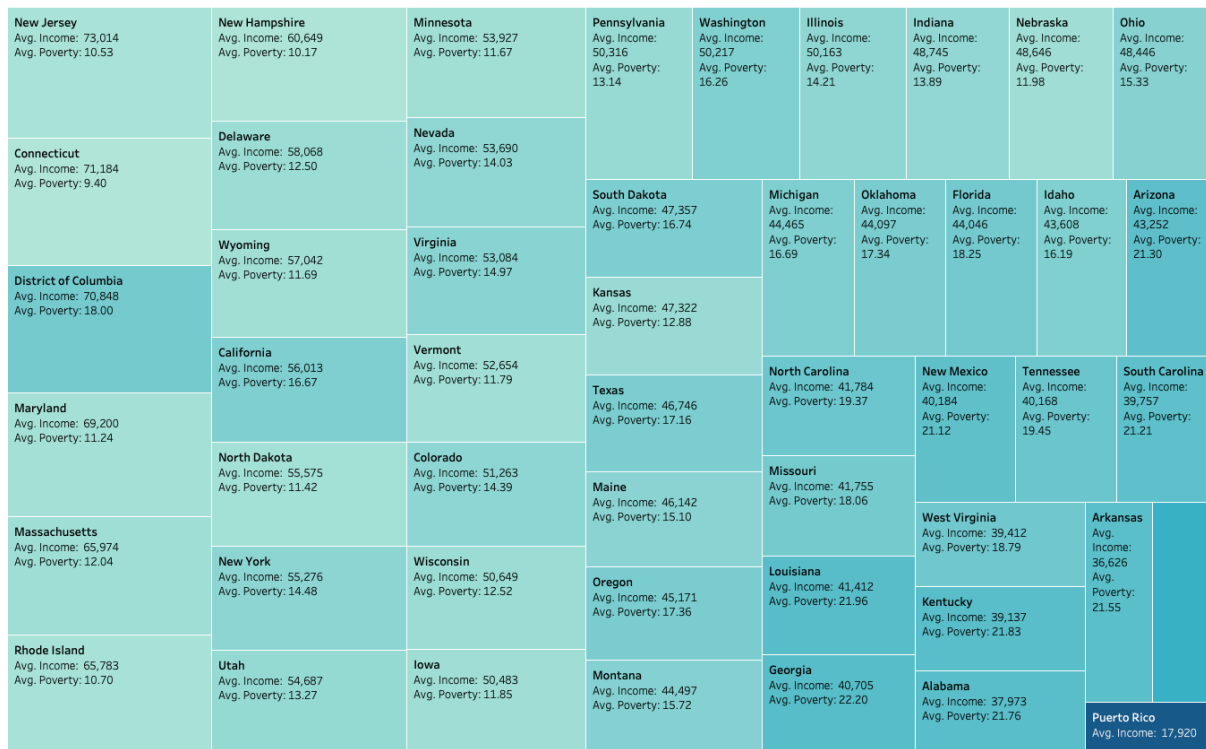 New Jersey
Avg. Income: 73,014
Avg. Poverty: 10.53
Connecticut
Avg. Income: 71,184
Avg. Poverty: 9.40
District of Columbia
Avg. Income: 70,848
Avg. Poverty: 18.00
Maryland
Avg. Income: 69,200
Avg. Poverty: 11.24
Massachusetts
Avg. Income: 65,974
Avg. Poverty: 12.04
Rhode Island
Avg. Income: 65,783
Avg. Poverty: 10.70
New Hampshire
Avg. Income: 60,649
Avg. Poverty: 10.17
Delaware
Avg. Income: 58,068
Avg. Poverty: 12.50
Wyoming
Avg. Income: 57,042
Avg. Poverty: 11.69
California
Avg. Income: 56,013
Avg. Poverty: 16.67
North Dakota
Avg. Income: 55,575
Avg. Poverty: 11.42
New York
Avg. Income: 55,276
Avg. Poverty: 14.48
Utah
Avg. Income: 54,687
Avg. Poverty: 13.27
Minnesota
Avg. Income: 53,927
Avg. Poverty: 11.67
Nevada
Avg. Income: 53,690
Avg. Poverty: 14.03
Virginia
Avg. Income: 53,084
Avg. Poverty: 14.97
Vermont
Avg. Income: 52,654
Avg. Poverty: 11.79
Colorado
Avg. Income: 51,263
Avg. Poverty: 14.39
Wisconsin
Avg. Income: 50,649
Avg. Poverty: 12.52
Iowa
Avg. Income: 50,483
Avg. Poverty: 11.85
Pennsylvania
Avg. Income:
50,316
Avg. Poverty:
13.14
Washington
Avg. Income:
50,217
Avg. Poverty:
16.26
Illinois
Avg. Income:
50,163
Avg. Poverty:
14.21
Indiana
Avg. Income:
48,745
Avg. Poverty:
13.89
Nebraska
Avg. Income:
48,646
Avg. Poverty:
11.98
Ohio
Avg. Income:
48,446
Avg. Poverty:
15.33
South Dakota
Avg. Income: 47,357
Avg. Poverty: 16.74
Kansas
Avg. Income: 47,322
Avg. Poverty: 12.88
Texas
Avg. Income: 46,746
Avg. Poverty: 17.16
Maine
Avg. Income: 46,142
Avg. Poverty: 15.10
Oregon
Avg. Income: 45,171
Avg. Poverty: 17.36
Montana
Avg. Income: 44,497
Avg. Poverty: 15.72
Michigan
Avg. Income:
44,465
Avg. Poverty:
16.69
Oklahoma
Avg. Income:
44,097
Avg. Poverty:
17.34
Florida
Avg. Income:
44,046
Avg. Poverty:
18.25
Idaho
Avg. Income:
43,608
Avg. Poverty:
16.19
Arizona
Avg. Income:
43,252
Avg. Poverty:
21.30
North Carolina
Avg. Income: 41,784
Avg. Poverty: 19.37
Missouri
Avg. Income: 41,755
Avg. Poverty: 18.06
Louisiana
Avg. Income: 41,412
Avg. Poverty: 21.96
Georgia
Avg. Income: 40,705
Avg. Poverty: 22.20
New Mexico
Avg. Income:
40,184
Avg. Poverty:
21.12
Tennessee
Avg. Income:
40,168
Avg. Poverty:
19.45
South Carolina
Avg. Income:
39,757
Avg. Poverty:
21.21
West Virginia
Avg. Income: 39,412
Avg. Poverty: 18.79
Kentucky
Avg. Income: 39,137
Avg. Poverty: 21.83
Alabama
Avg. Income: 37,973
Avg. Poverty: 21.76
Arkansas
Avg.
Income:
36,626
Avg.
Poverty:
21.55
Puerto Rico
Avg. Income: 17,920